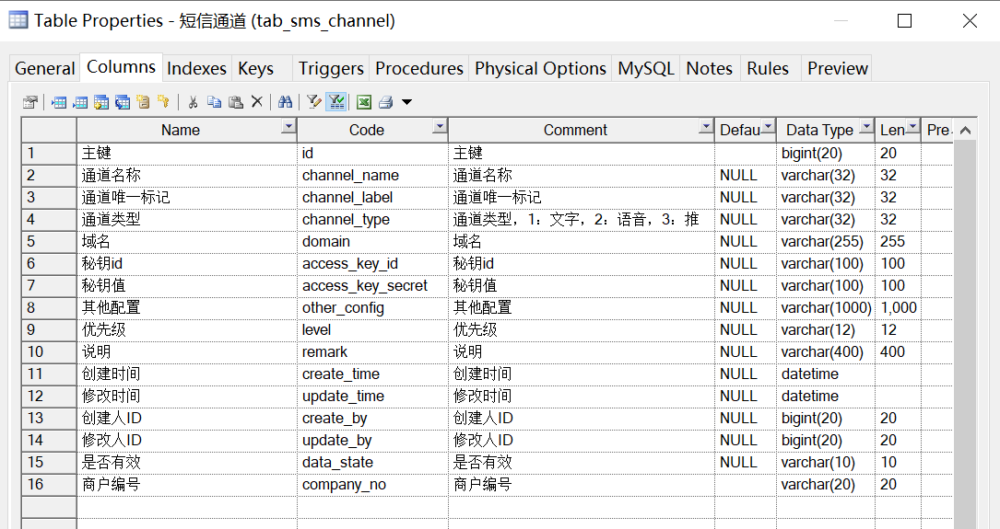 Table Properties - 短信通道 (tab_sms_channel)
General Columns Indexes Keys Triggers Procedures Physical Options MySQL Notes Rules Preview
Name Code Comment Defau Data Type Len Pre
1 主键 id 主键 bigint(20) 20
2 通道名称 channel_name 通道名称 NULL varchar(32) 32
3 通道唯一标记 channel_label 通道唯一标记 NULL varchar(32) 32
4 通道类型 channel_type 通道类型，1：文字，2：语音，3：推 NULL varchar(32) 32
5 域名 domain 域名 NULL varchar(255) 255
6 秘钥id access_key_id 秘钥id NULL varchar(100) 100
7 秘钥值 access_key_secret 秘钥值 NULL varchar(100) 100
8 其他配置 other_config 其他配置 NULL varchar(1000) 1,000
9 优先级 level 优先级 NULL varchar(12) 12
10 说明 remark 说明 NULL varchar(400) 400
11 创建时间 create_time 创建时间 NULL datetime
12 修改时间 update_time 修改时间 NULL datetime
13 创建人ID create_by 创建人ID NULL bigint(20) 20
14 修改人ID update_by 修改人ID NULL bigint(20) 20
15 是否有效 data_state 是否有效 NULL varchar(10) 10
16 商户编号 company_no 商户编号 varchar(20) 20